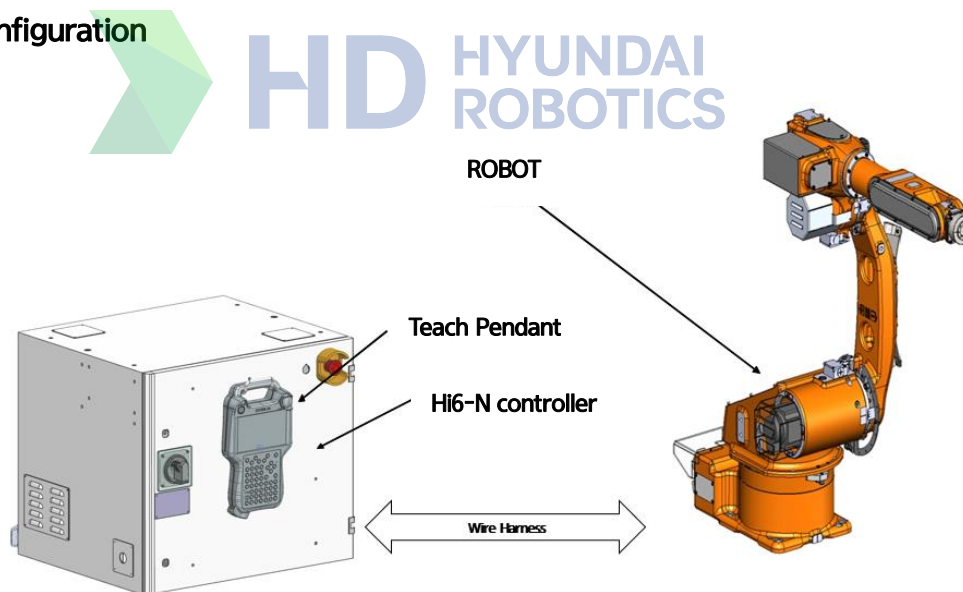 nfiguration
HD HYUNDAI
ROBOTICS
ROBOT
Teach Pendant
Hi6-N controller
Wire Harness